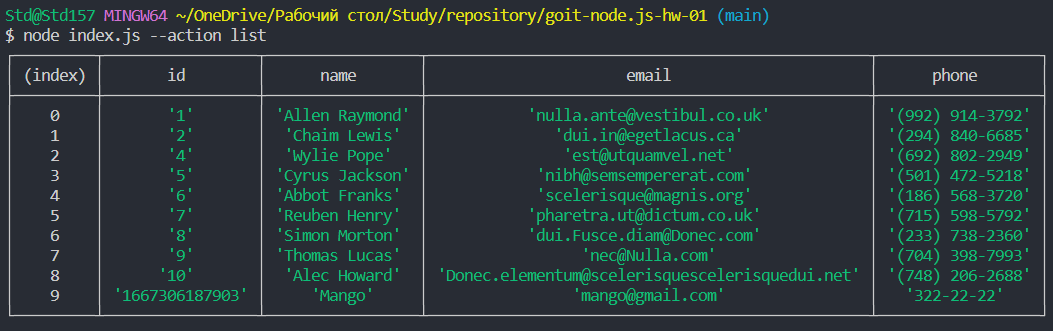 Std@Std157 MINGW64 ~/OneDrive/Рабочий стол/Study/repository/goit-node.js-hw-01 (main)
$ node index.js --action list
(index) id name email phone
0 '1' 'Allen Raymond' 'nulla.ante@vestibul.co.uk' '(992) 914-3792'
1 '2' 'Chaim Lewis' 'dui.in@egetlacus.ca' '(294) 840-6685'
2 '4' 'Wylie Pope' 'est@utquamvel.net' '(692) 802-2949'
3 '5' 'Cyrus Jackson' 'nibh@semsempererat.com' '(501) 472-5218'
4 '6' 'Abbot Franks' 'scelerisque@magnis.org' '(186) 568-3720'
5 '7' 'Reuben Henry' 'pharetra.ut@dictum.co.uk' '(715) 598-5792'
6 '8' 'Simon Morton' 'dui.Fusce.diam@Donec.com' '(233) 738-2360'
7 '9' 'Thomas Lucas' 'nec@Nulla.com' '(704) 398-7993'
8 '10' 'Alec Howard' 'Donec.elementum@scelerisquescelerisquedui.net' '(748) 206-2688'
9 '1667306187903' 'Mango' 'mango@gmail.com' '322-22-22'